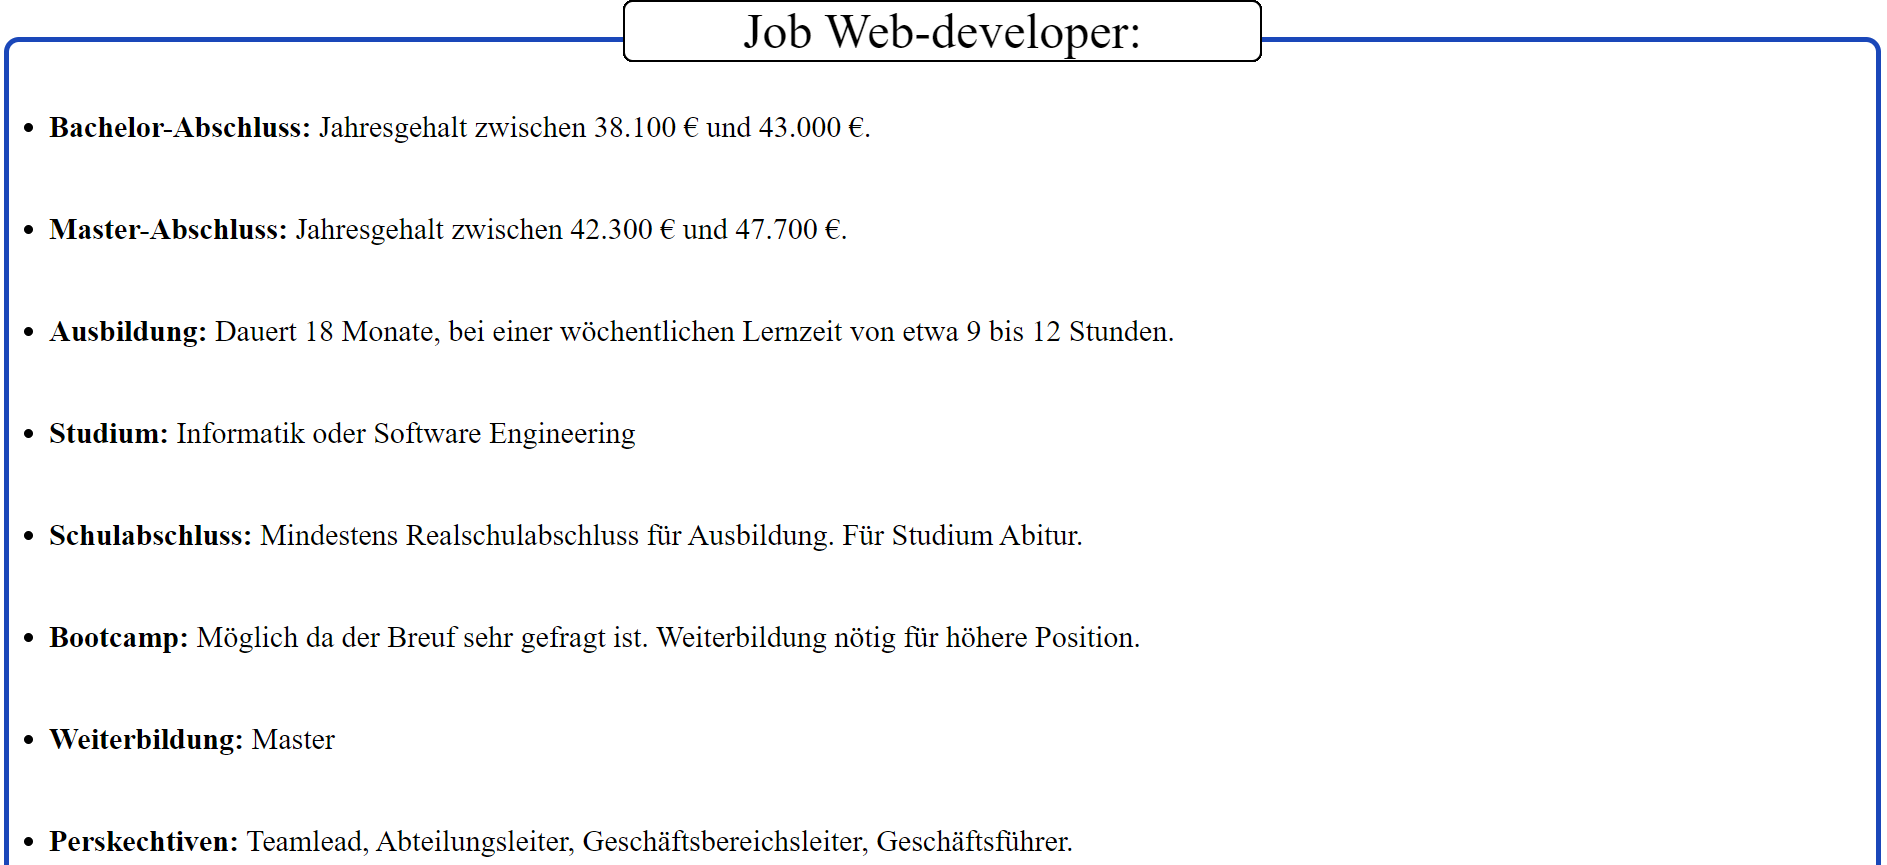 Job Web-developer:
Bachelor-Abschluss: Jahresgehalt zwischen 38.100 € und 43.000 €.
Master-Abschluss: Jahresgehalt zwischen 42.300 € und 47.700 €.
Ausbildung: Dauert 18 Monate, bei einer wöchentlichen Lernzeit von etwa 9 bis 12 Stunden.
Studium: Informatik oder Software Engineering
Schulabschluss: Mindestens Realschulabschluss für Ausbildung. Für Studium Abitur.
Bootcamp: Möglich da der Breuf sehr gefragt ist. Weiterbildung nötig für höhere Position.
Weiterbildung: Master
Perskechtiven: Teamlead, Abteilungsleiter, Geschäftsbereichsleiter, Geschäftsführer.